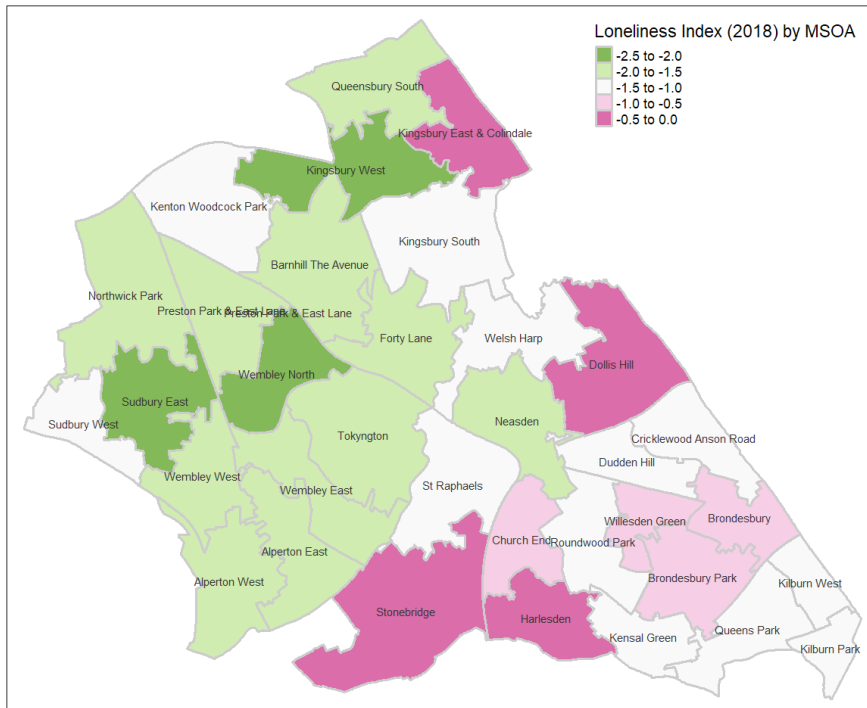 Loneliness Index (2018) by MSOA
-2.5 to -2.0
-2.0 to -1.5
-1.5 to -1.0
-1.0 to -0.5
-0.5 to 0.0
Queensbury South
Kingsbury East & Colindale
Kingsbury West
Kenton Woodcock Park
Kingsbury South
Barnhill The Avenue
Northwick Park
Preston Park & East Lane
Preston Park & East Lane
Forty Lane
Welsh Harp
Dollis Hill
Wembley North
Sudbury East
Sudbury West
Neasden
Tokyngton
Cricklewood Anson Road
Dudden Hill
Wembley West
Wembley East
St Raphaels
Willesden Green
Brondesbury
Church End
Roundwood Park
Alperton East
Alperton West
Brondesbury Park
Kilburn West
Stonebridge
Harlesden
Kensal Green
Queens Park
Kilburn Park